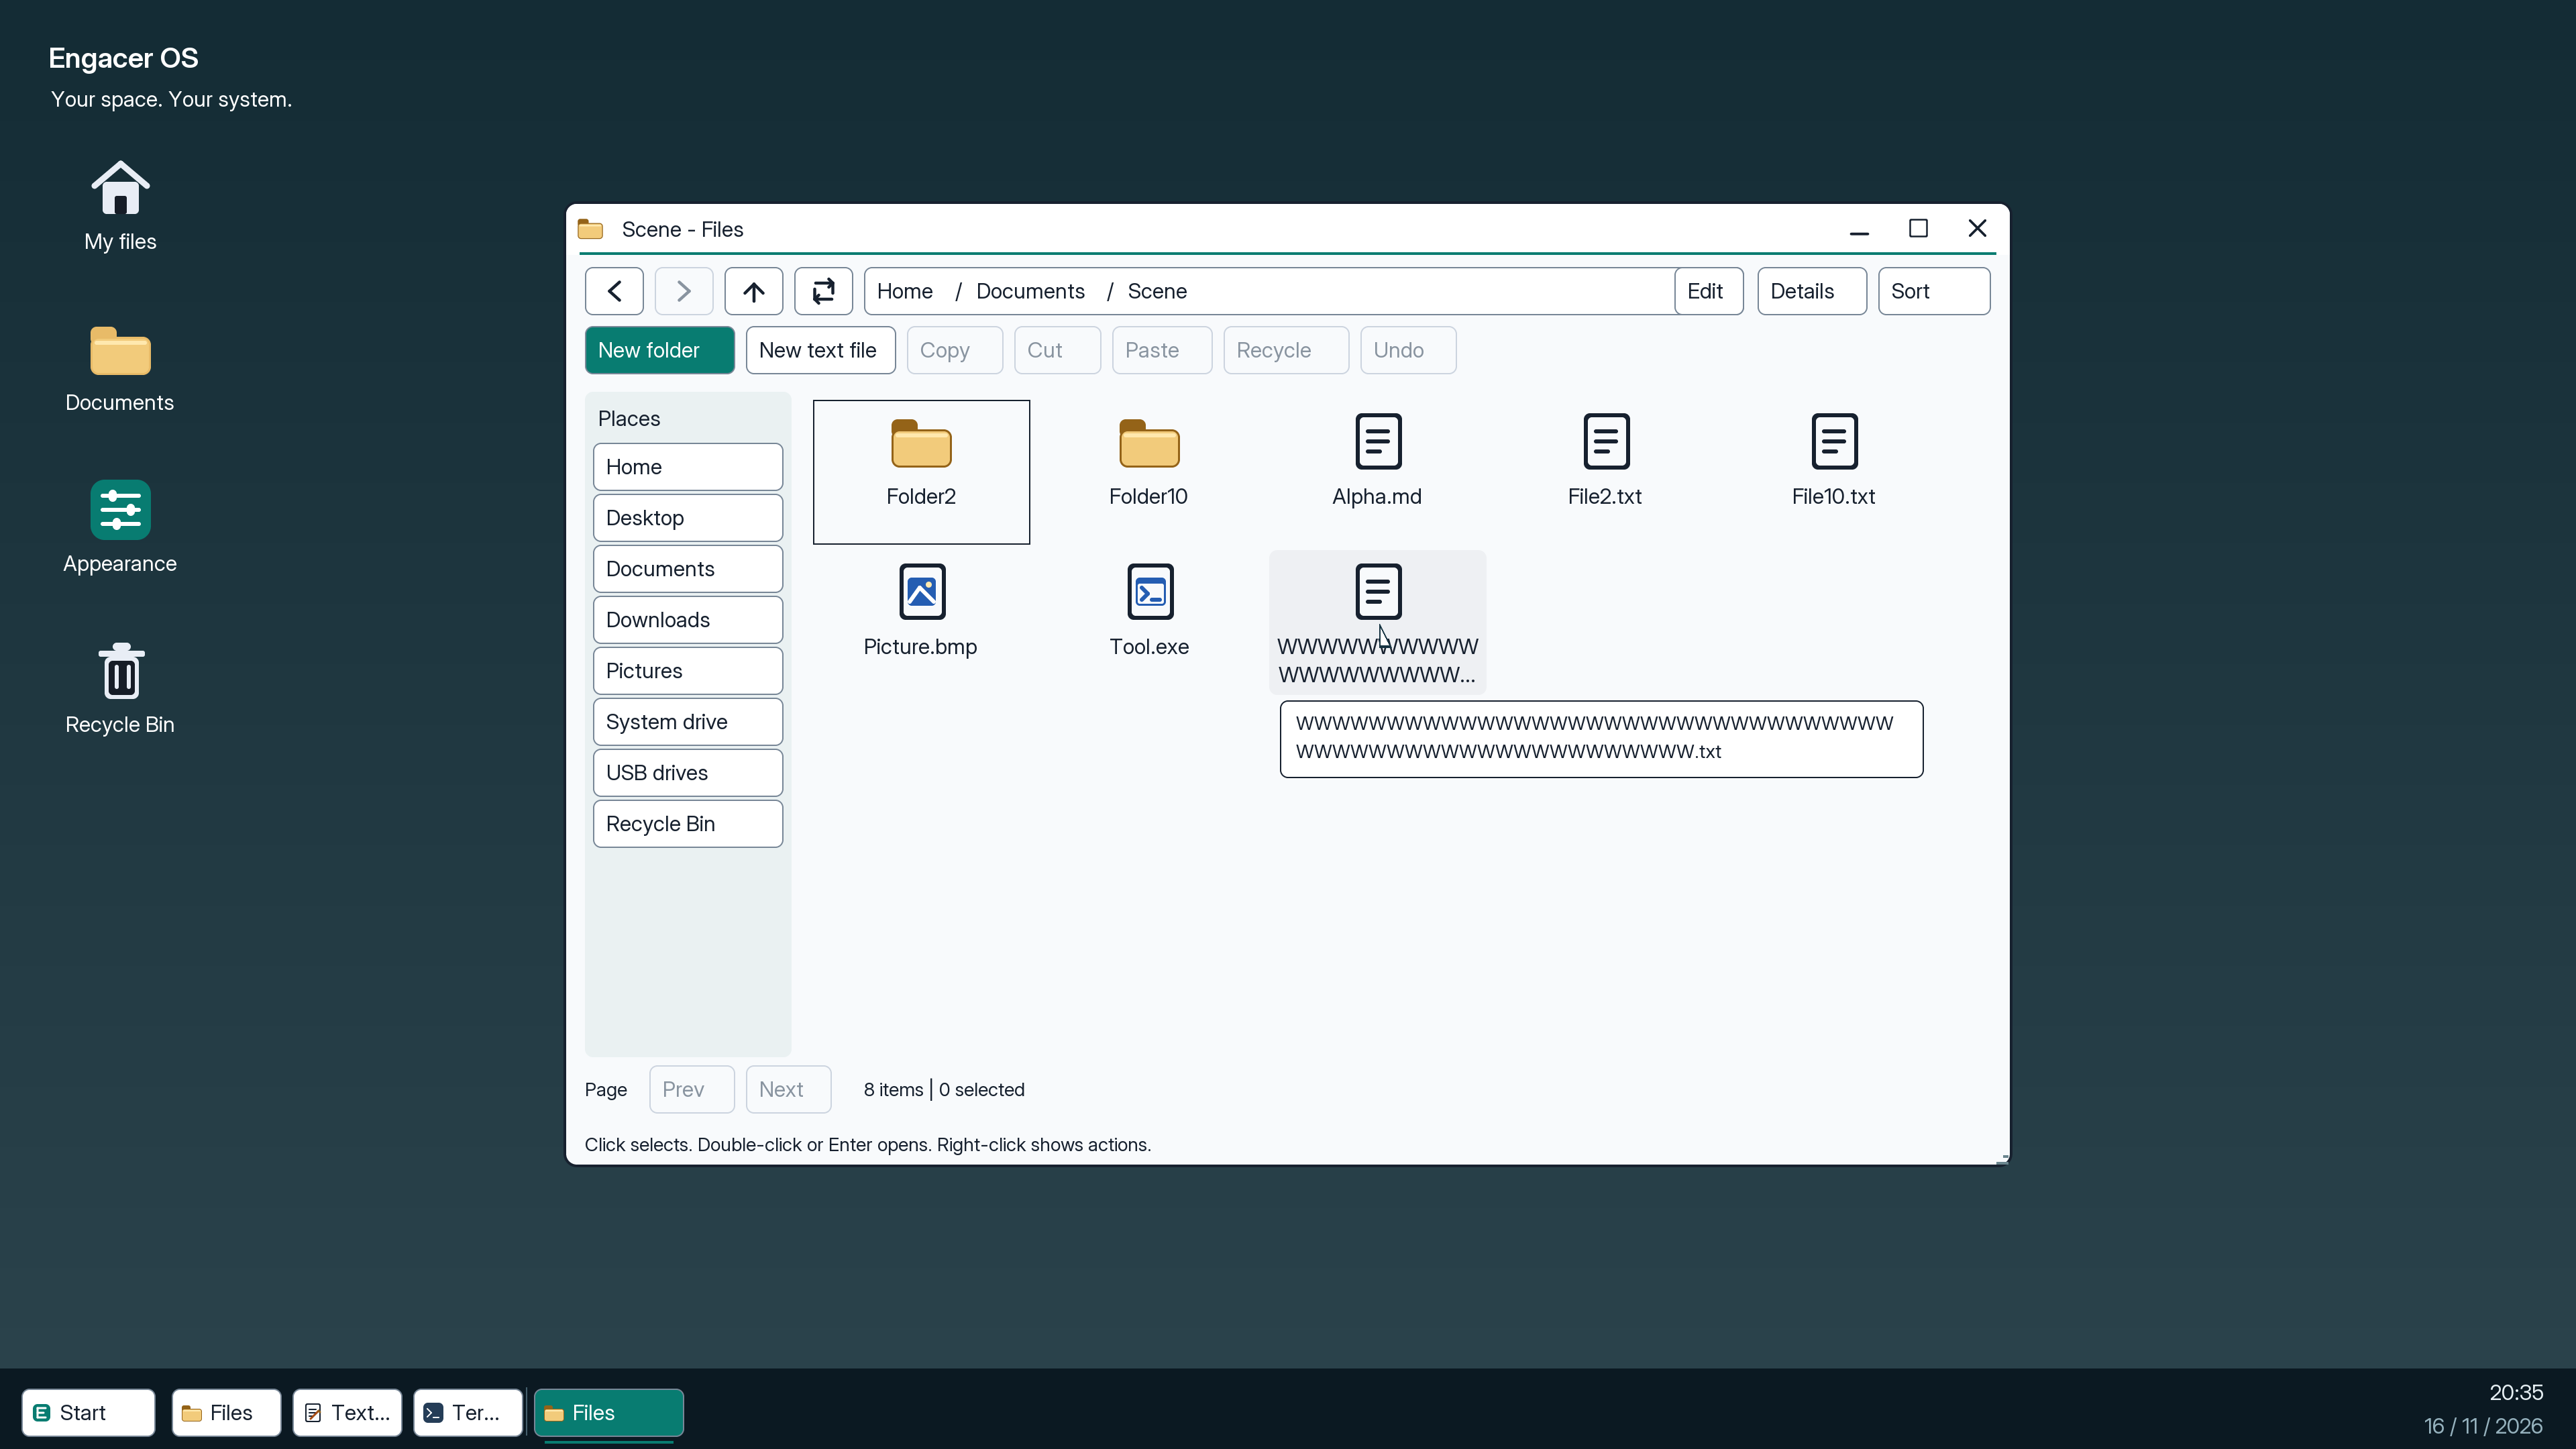 Engacer OS
Your space. Your system.
My files
Documents
Appearance
Recycle Bin
Scene - Files
Home / Documents / Scene
Edit
Details
Sort
New folder
New text file
Copy
Cut
Paste
Recycle
Undo
Places
Home
Desktop
Documents
Downloads
Pictures
System drive
USB drives
Recycle Bin
Folder2
Folder10
Alpha.md
File2.txt
File10.txt
Picture.bmp
Tool.exe
WWWWWWWWWW
WWWWWWWWW...
WWWWWWWWWWWWWWWWWWWWWWWWWWWWWWWWW
WWWWWWWWWWWWWWWWWWWWWW.txt
Page
Prev
Next
8 items | 0 selected
Click selects. Double-click or Enter opens. Right-click shows actions.
Start
Files
Text...
Ter...
Files
20:35
16 / 11 / 2026